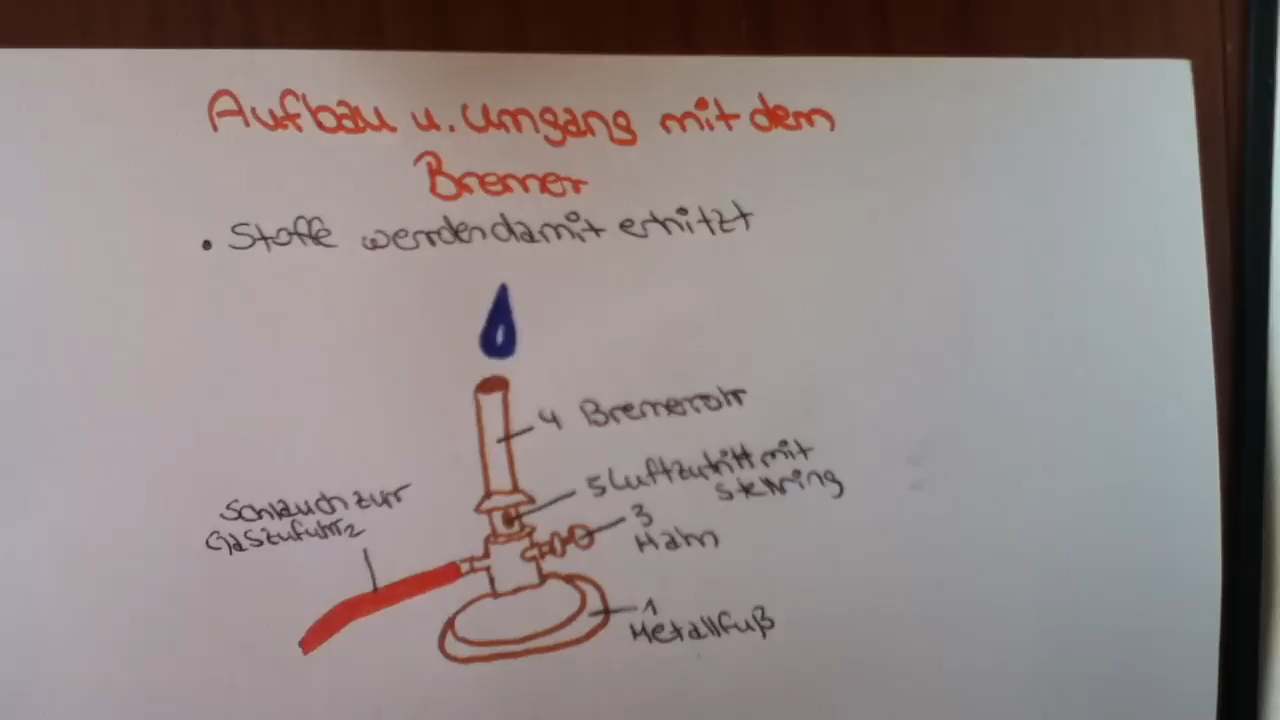 Aufbau u. Umgang mit dem
Brenner
• Stoffe werden damit erhitzt
4 Brennerohr
5 Luftzutritt mit
Stellring
Schlauch zur
Gaszufuhr 2
3
Hahn
1
Metallfuß